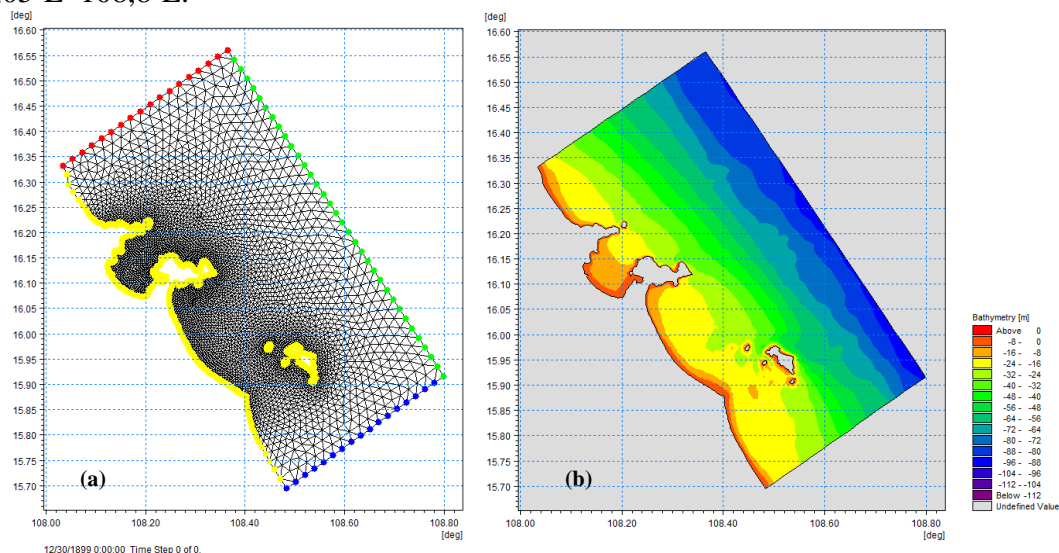 E 108,8 E.
[deg]
16.60
16.55
16.50
16.45
16.40
16.35
16.30
16.25
16.20
16.15
16.10
16.05
16.00
15.95
15.90
15.85
15.80
15.75
15.70
(a)
108.00
108.20
108.40
108.60
108.80
[deg]
12/30/1899 0:00:00 Time Step 0 of 0.
[deg]
16.60
16.55
16.50
16.45
16.40
16.35
16.30
16.25
16.20
16.15
16.10
16.05
16.00
15.95
15.90
15.85
15.80
15.75
15.70
(b)
108.00
108.20
108.40
108.60
108.80
[deg]
Bathymetry [m]
Above 0
-8 - 0
-16 - -8
-24 - -16
-32 - -24
-40 - -32
-48 - -40
-56 - -48
-64 - -56
-72 - -64
-80 - -72
-88 - -80
-96 - -88
-104 - -96
-112 - -104
Below -112
Undefined Value